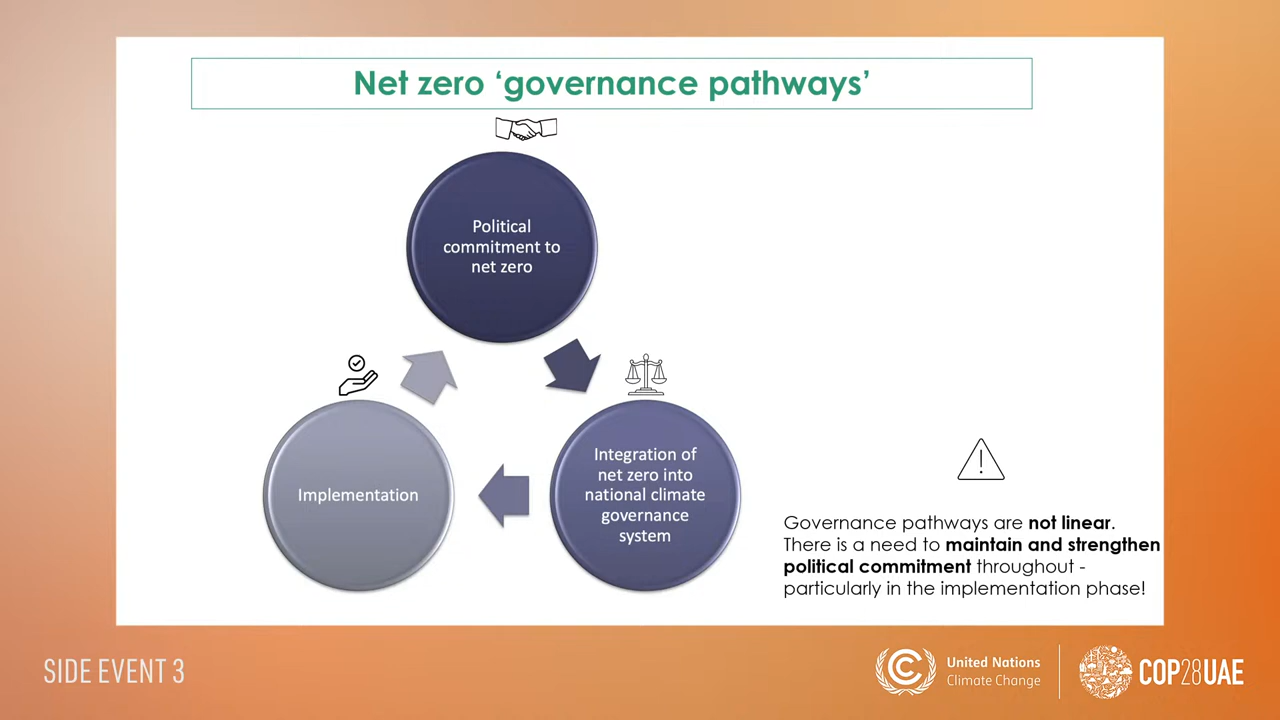 Net zero ‘governance pathways’
Political
commitment to
net zero
Integration of
net zero into
national climate
governance
system
Implementation
Governance pathways are not linear.
There is a need to maintain and strengthen
political commitment throughout -
particularly in the implementation phase!
SIDE EVENT 3
United Nations
Climate Change
COP28UAE